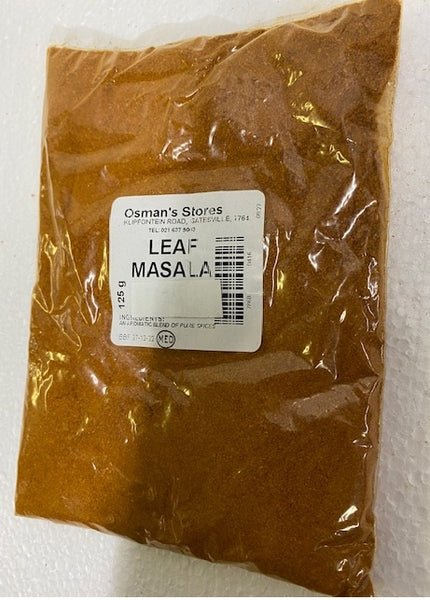 Osman's Stores
KLIPFONTEIN ROAD, GATESVILLE, 7764
TEL: 021 637
LEAF
MASALA
125 g
INGREDIENTS:
AN AROMATIC BLEND OF PURE SPICES
MED